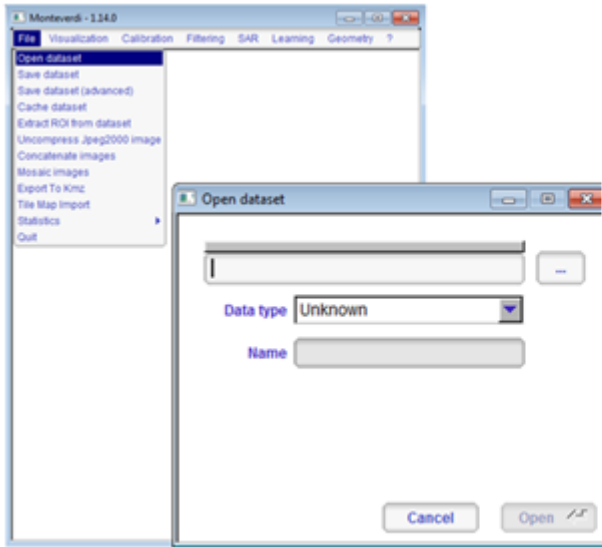 Monteverdi - 1.14.0
File Visualization Calibration Filtering SAR Learning Geometry ?
Open dataset
Save dataset
Save dataset (advanced)
Cache dataset
Extract ROI from dataset
Uncompress Jpeg2000 image
Concatenate images
Mosaic images
Export To Kmz
Tile Map Import
Statistics
Quit
Open dataset
...
Data type Unknown
Name
Cancel Open